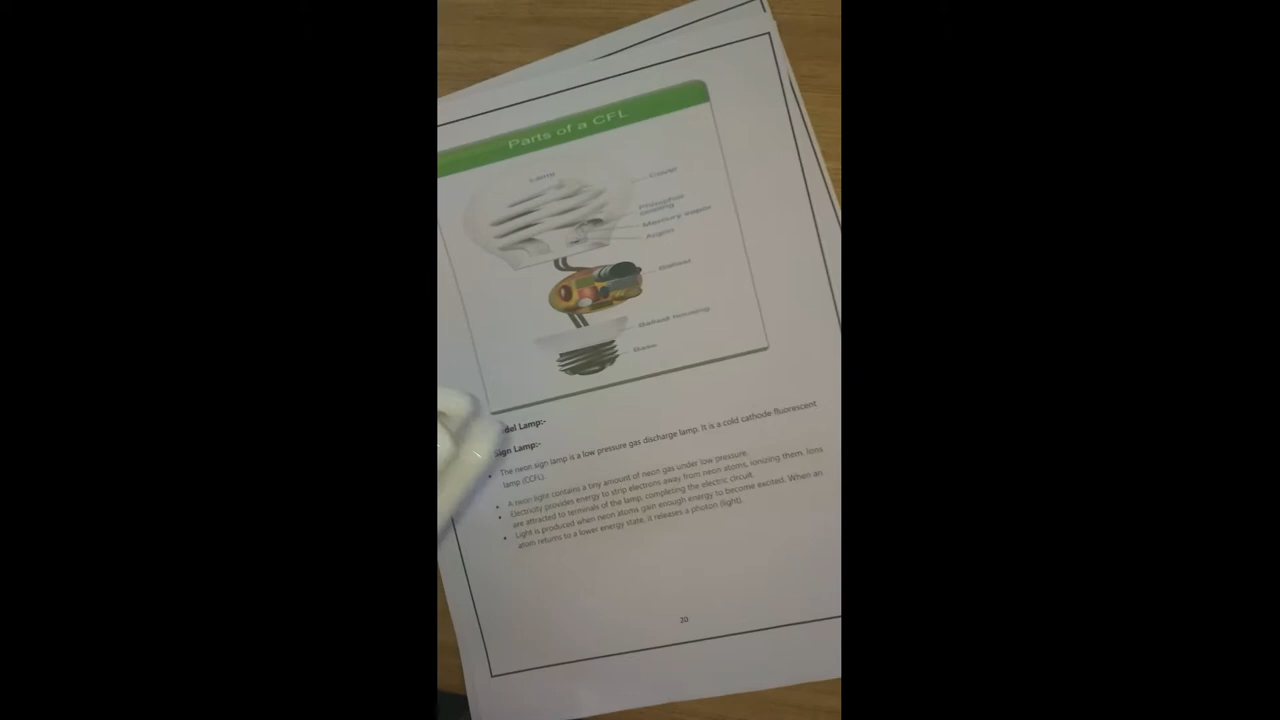 Parts of a CFL
Lamp
Cover
Phosphor
coating
Mercury vapor
Argon
Ballast
Ballast housing
Base
del Lamp:-
sign Lamp:-
• The neon sign lamp is a low pressure gas discharge lamp. It is a cold cathode fluorescent
lamp (CCFL).
• A neon light contains a tiny amount of neon gas under low pressure.
• Electricity provides energy to strip electrons away from neon atoms, ionizing them. Ions
are attracted to terminals of the lamp, completing the electric circuit.
• Light is produced when neon atoms gain enough energy to become excited. When an
atom returns to a lower energy state, it releases a photon (light).
20